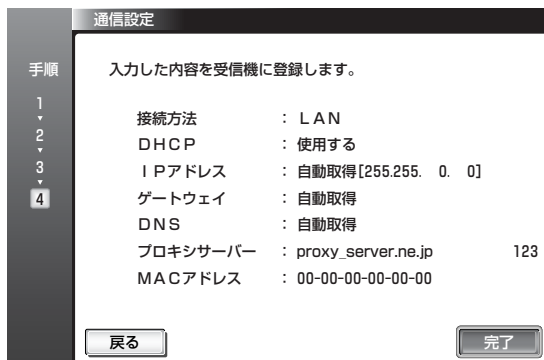 通信設定
手順
1
2
3
4
入力した内容を受信機に登録します。
接続方法 : ＬＡＮ
ＤＨＣＰ : 使用する
ＩＰアドレス : 自動取得[255.255. 0. 0]
ゲートウェイ : 自動取得
ＤＮＳ : 自動取得
プロキシサーバー : proxy_server.ne.jp 123
ＭＡＣアドレス : 00-00-00-00-00-00
戻る
完了